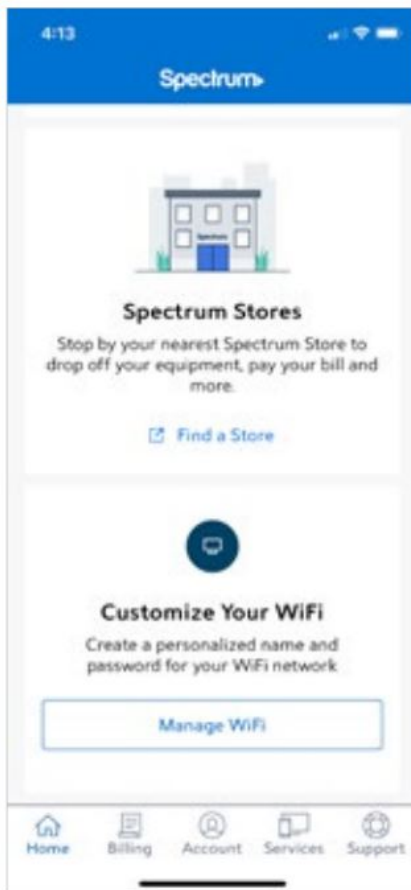 4:13
Spectrum
Spectrum
Spectrum Stores
Stop by your nearest Spectrum Store to
drop off your equipment, pay your bill and
more.
Find a Store
Customize Your WiFi
Create a personalized name and
password for your WiFi network
Manage WiFi
Home Billing Account Services Support